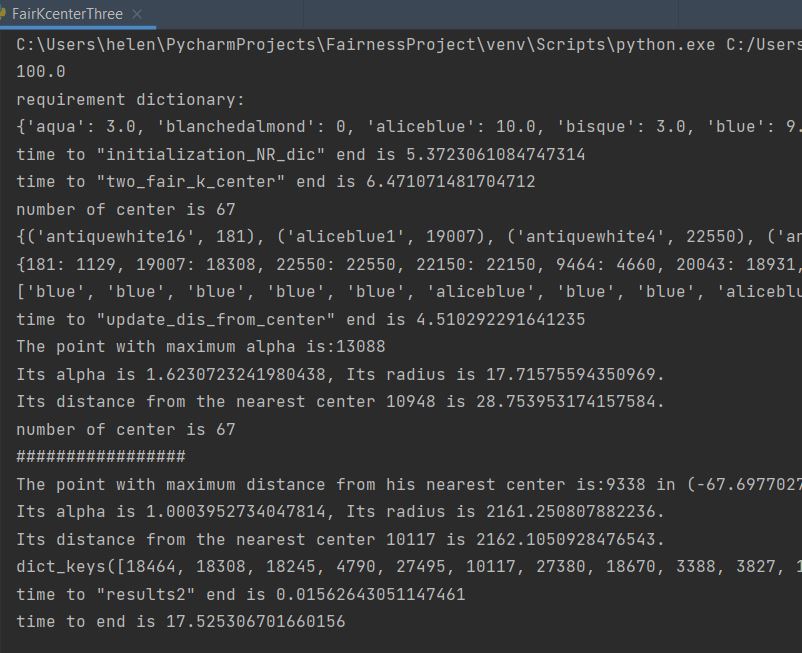 FairKcenterThree
C:\Users\helen\PycharmProjects\FairnessProject\venv\Scripts\python.exe C:/Users
100.0
requirement dictionary:
{'aqua': 3.0, 'blanchedalmond': 0, 'aliceblue': 10.0, 'bisque': 3.0, 'blue': 9.
time to "initialization_NR_dic" end is 5.3723061084747314
time to "two_fair_k_center" end is 6.471071481704712
number of center is 67
{('antiquewhite16', 181), ('aliceblue1', 19007), ('antiquewhite4', 22550), ('an
{181: 1129, 19007: 18308, 22550: 22550, 22150: 22150, 9464: 4660, 20043: 18931,
['blue', 'blue', 'blue', 'blue', 'blue', 'aliceblue', 'blue', 'blue', 'aliceblu
time to "update_dis_from_center" end is 4.510292291641235
The point with maximum alpha is:13088
Its alpha is 1.6230723241980438, Its radius is 17.71575594350969.
Its distance from the nearest center 10948 is 28.753953174157584.
number of center is 67
#################
The point with maximum distance from his nearest center is:9338 in (-67.6977027
Its alpha is 1.0003952734047814, Its radius is 2161.250807882236.
Its distance from the nearest center 10117 is 2162.1050928476543.
dict_keys([18464, 18308, 18245, 4790, 27495, 10117, 27380, 18670, 3388, 3827, 1
time to "results2" end is 0.01562643051147461
time to end is 17.525306701660156